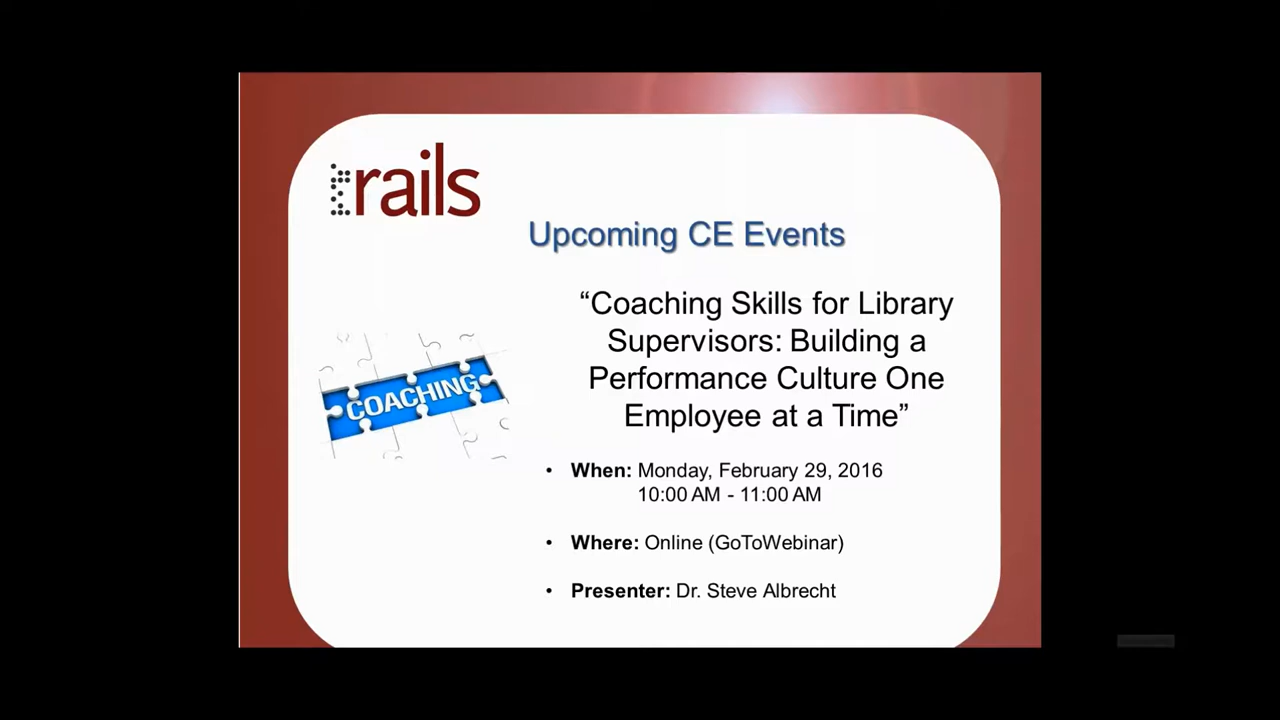 rails
Upcoming CE Events
“Coaching Skills for Library
Supervisors: Building a
Performance Culture One
Employee at a Time”
COACHING
• When: Monday, February 29, 2016
10:00 AM - 11:00 AM
• Where: Online (GoToWebinar)
• Presenter: Dr. Steve Albrecht